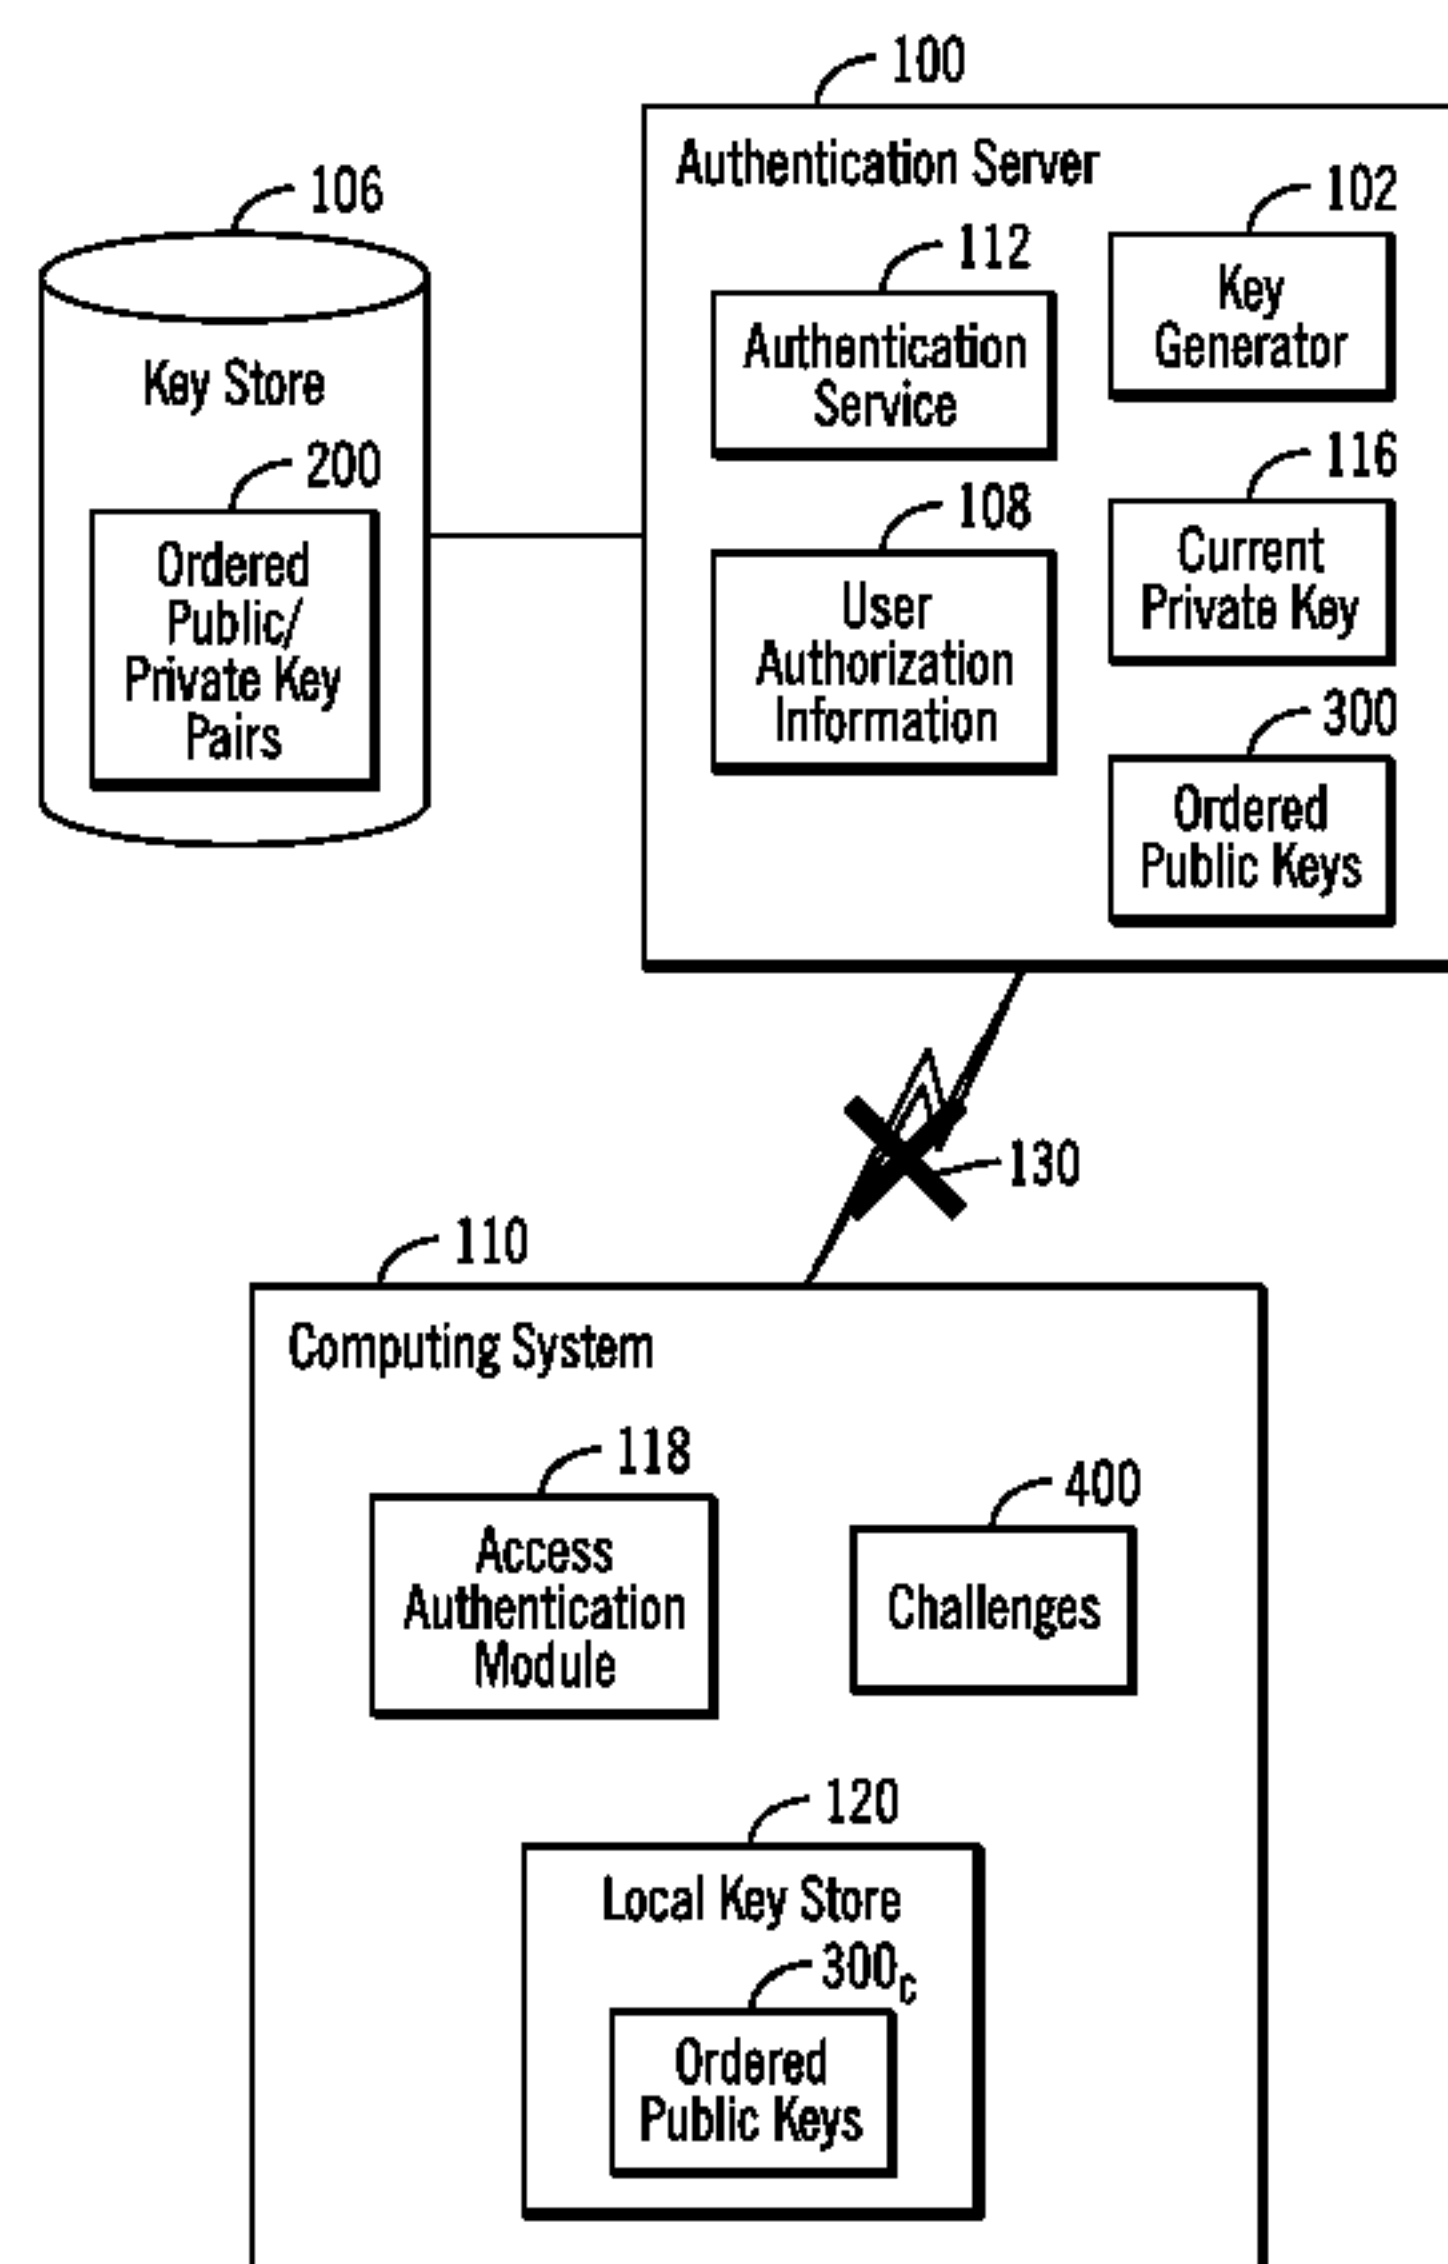 100
Authentication Server
106
102
112
Key
Generator
Authentication
Service
Key Store
200
116
108
Ordered
Public/
Private Key
Pairs
Current
Private Key
User
Authorization
Information
300
Ordered
Public Keys
130
110
Computing System
118
400
Access
Authentication
Module
Challenges
120
Local Key Store
300c
Ordered
Public Keys